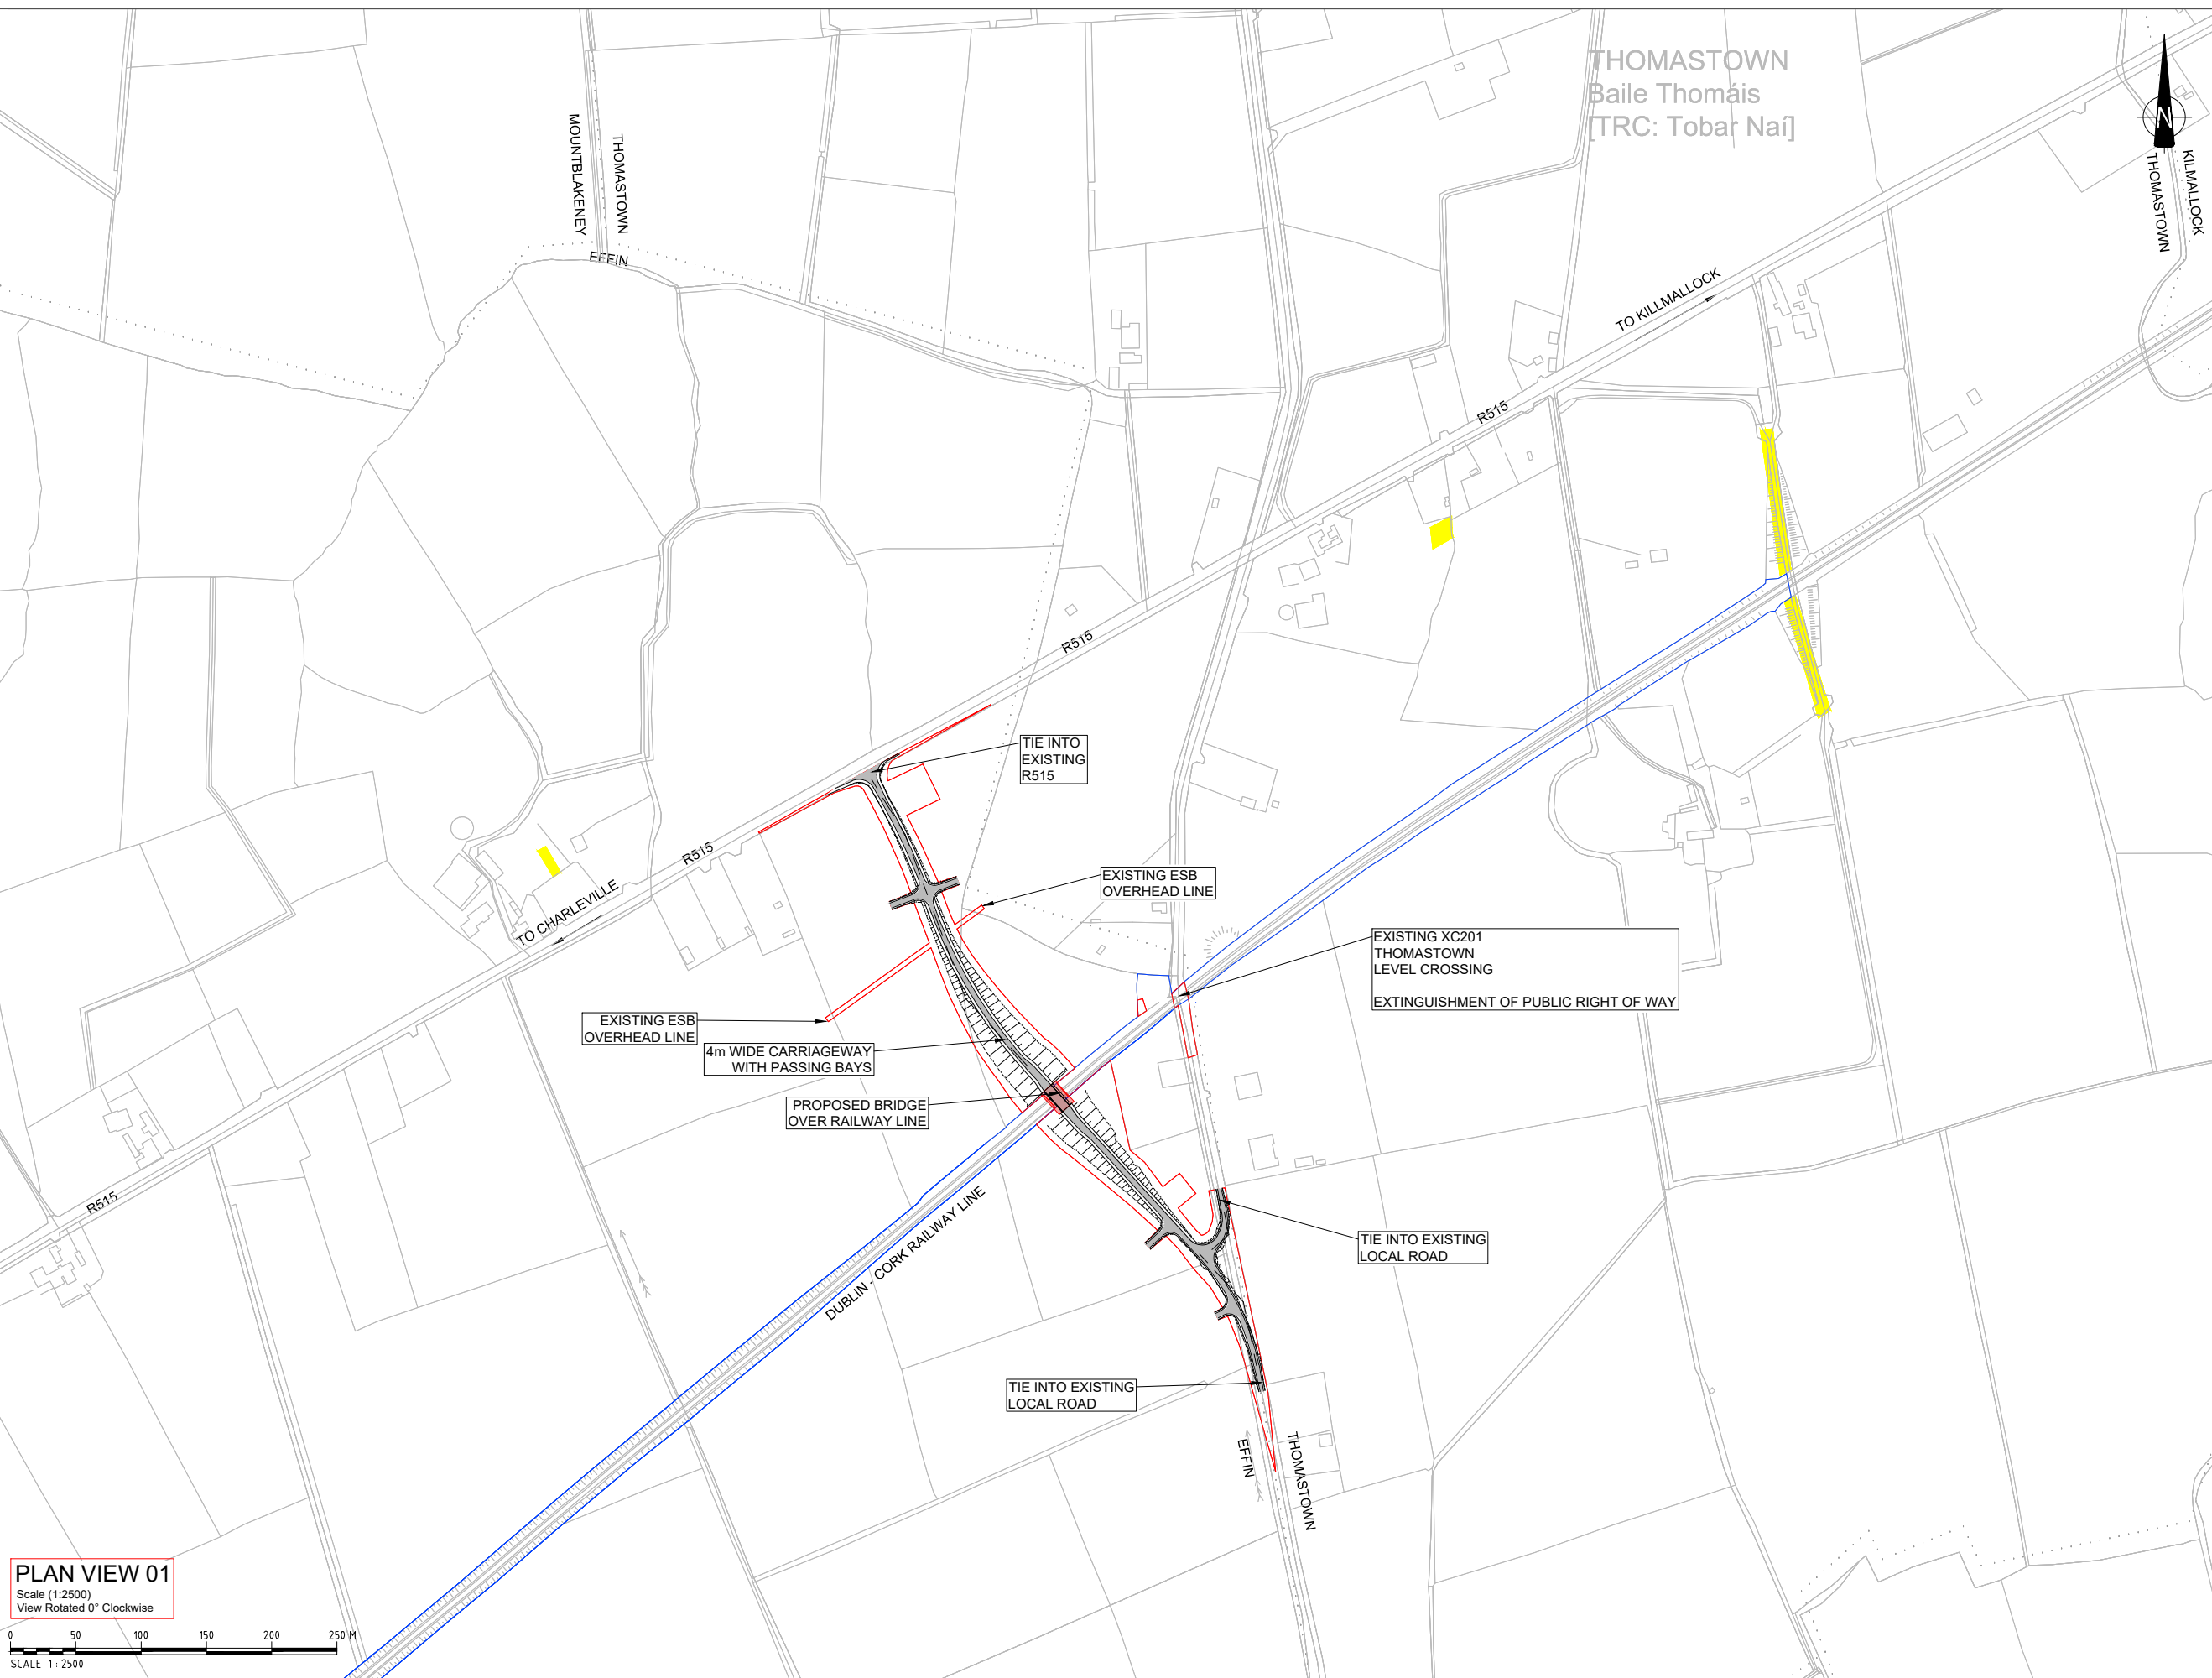 THOMASTOWN
Baile Thomáis
[TRC: Tobar Naí]
N
MOUNTBLAKENEY
THOMASTOWN
EFFIN
THOMASTOWN
KILMALLOCK
TO KILLMALLOCK
R515
R515
TIE INTO
EXISTING
R515
R515
TO CHARLEVILLE
EXISTING ESB
OVERHEAD LINE
EXISTING XC201
THOMASTOWN
LEVEL CROSSING
EXTINGUISHMENT OF PUBLIC RIGHT OF WAY
EXISTING ESB
OVERHEAD LINE
4m WIDE CARRIAGEWAY
WITH PASSING BAYS
PROPOSED BRIDGE
OVER RAILWAY LINE
R515
DUBLIN - CORK RAILWAY LINE
TIE INTO EXISTING
LOCAL ROAD
TIE INTO EXISTING
LOCAL ROAD
EFFIN
THOMASTOWN
PLAN VIEW 01
Scale (1:2500)
View Rotated 0° Clockwise
0 50 100 150 200 250 M
SCALE 1:2500